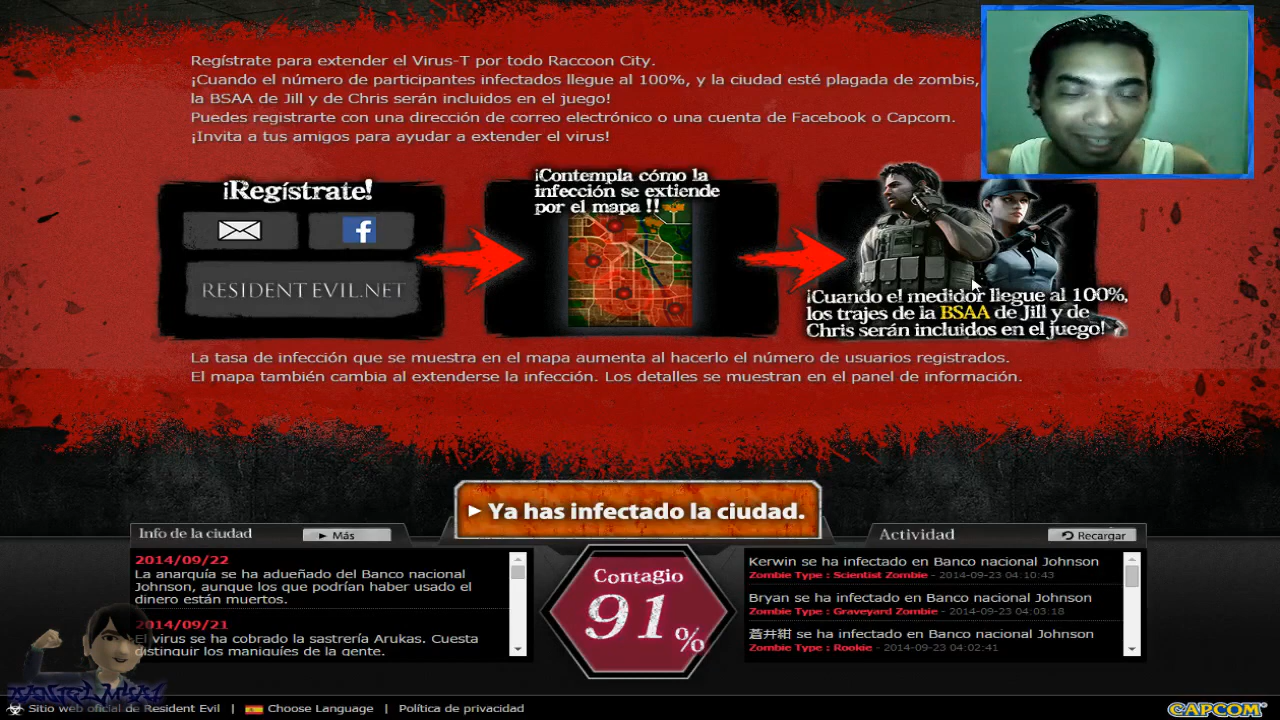 Regístrate para extender el Virus-T por todo Raccoon City.
¡Cuando el número de participantes infectados llegue al 100%, y la ciudad esté plagada de zombis,
la BSAA de Jill y de Chris serán incluidos en el juego!
Puedes registrarte con una dirección de correo electrónico o una cuenta de Facebook o Capcom.
¡Invita a tus amigos para ayudar a extender el virus!
¡Regístrate!
f
RESIDENT EVIL.NET
¡Contempla cómo la
infección se extiende
por el mapa !!
¡Cuando el medidor llegue al 100%,
los trajes de la BSAA de Jill y de
Chris serán incluidos en el juego!
La tasa de infección que se muestra en el mapa aumenta al hacerlo el número de usuarios registrados.
El mapa también cambia al extenderse la infección. Los detalles se muestran en el panel de información.
Ya has infectado la ciudad.
Info de la ciudad
Más
2014/09/22
La anarquía se ha adueñado del Banco nacional
Johnson, aunque los que podrían haber usado el
dinero están muertos.
2014/09/21
El virus se ha cobrado la sastrería Arukas. Cuesta
distinguir los maniquíes de la gente.
Contagio
91%
Actividad
Recargar
Kerwin se ha infectado en Banco nacional Johnson
Zombie Type : Scientist Zombie - 2014-09-23 04:10:43
Bryan se ha infectado en Banco nacional Johnson
Zombie Type : Graveyard Zombie - 2014-09-23 04:03:18
蒼井紺 se ha infectado en Banco nacional Johnson
Zombie Type : Rookie - 2014-09-23 04:02:41
Sitio web oficial de Resident Evil | Choose Language | Política de privacidad
CAPCOM